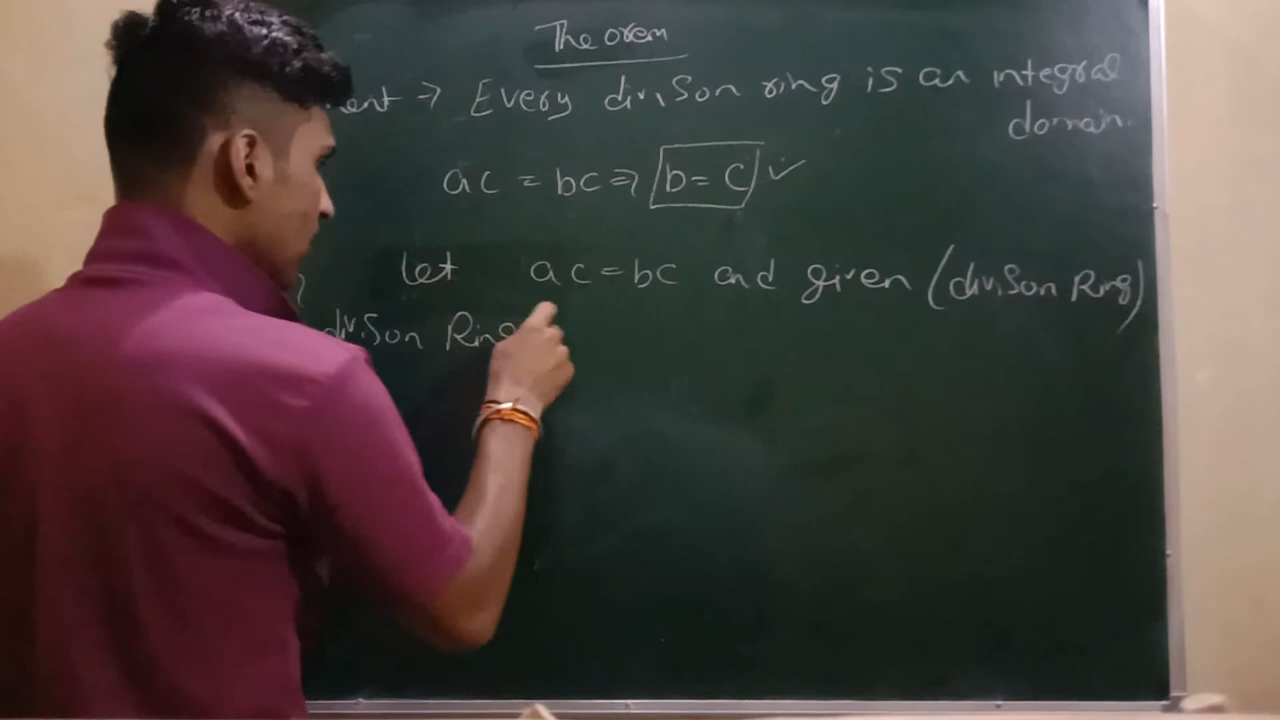 Theorem
ent → Every divison ring is an integral
domain.
ac = bc ⇒ b = c ✓
let ac = bc and given (divison Ring)
divison Ring